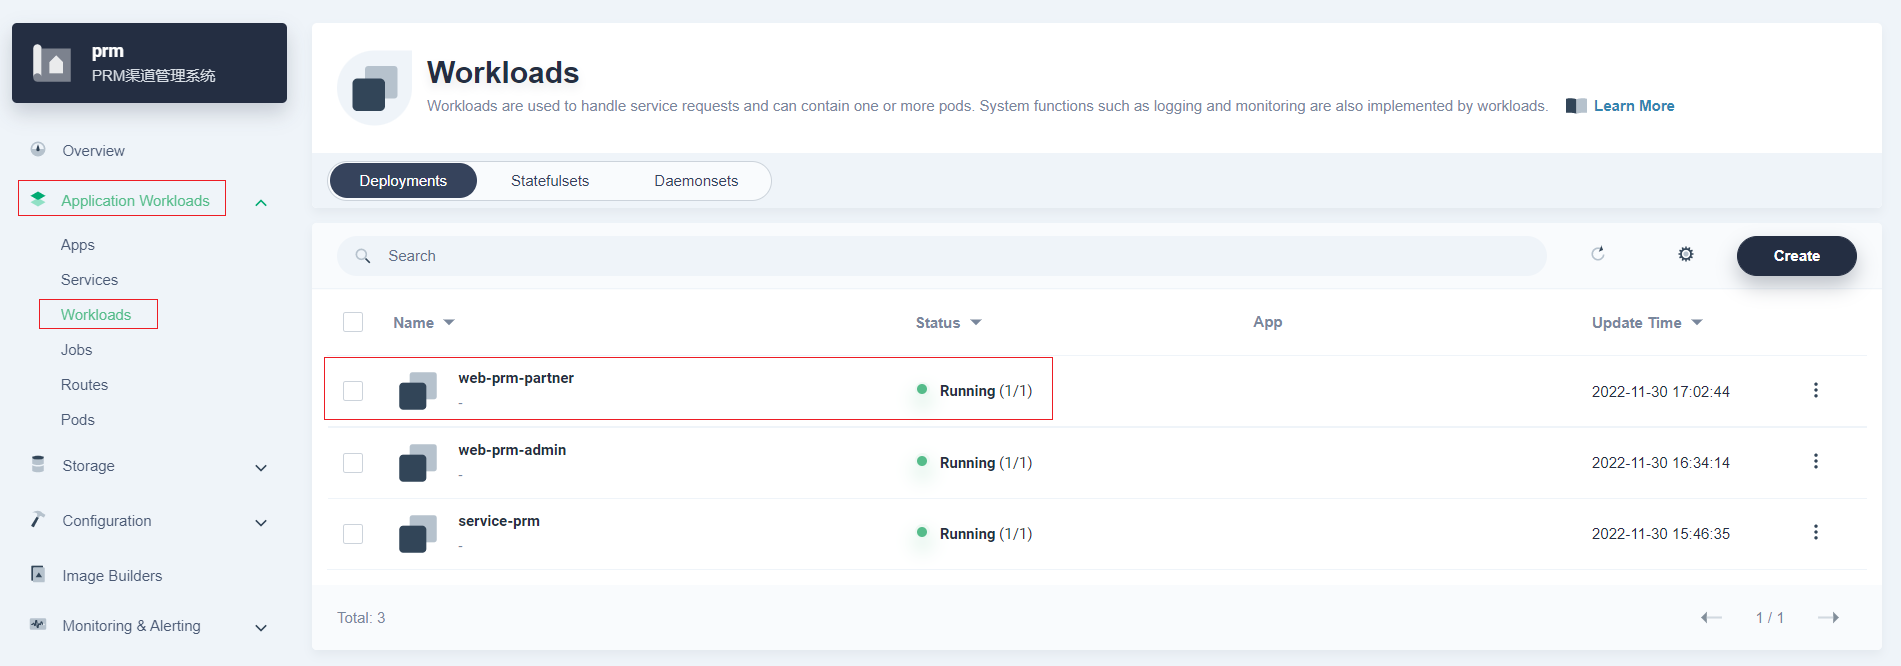 prm
PRM渠道管理系统
Overview
Application Workloads
Apps
Services
Workloads
Jobs
Routes
Pods
Storage
Configuration
Image Builders
Monitoring & Alerting
Workloads
Workloads are used to handle service requests and can contain one or more pods. System functions such as logging and monitoring are also implemented by workloads. Learn More
Deployments Statefulsets Daemonsets
Search Create
Name Status App Update Time
web-prm-partner
-
Running (1/1) 2022-11-30 17:02:44
web-prm-admin
-
Running (1/1) 2022-11-30 16:34:14
service-prm
-
Running (1/1) 2022-11-30 15:46:35
Total: 3 1 / 1